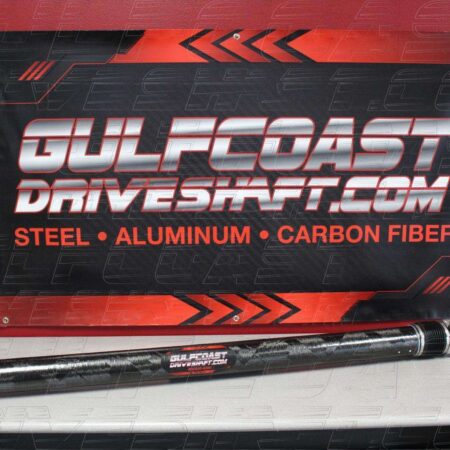 GULFCOAST
DRIVESHAFT.COM
STEEL • ALUMINUM • CARBON FIBER
GULFCOAST
DRIVESHAFT.COM